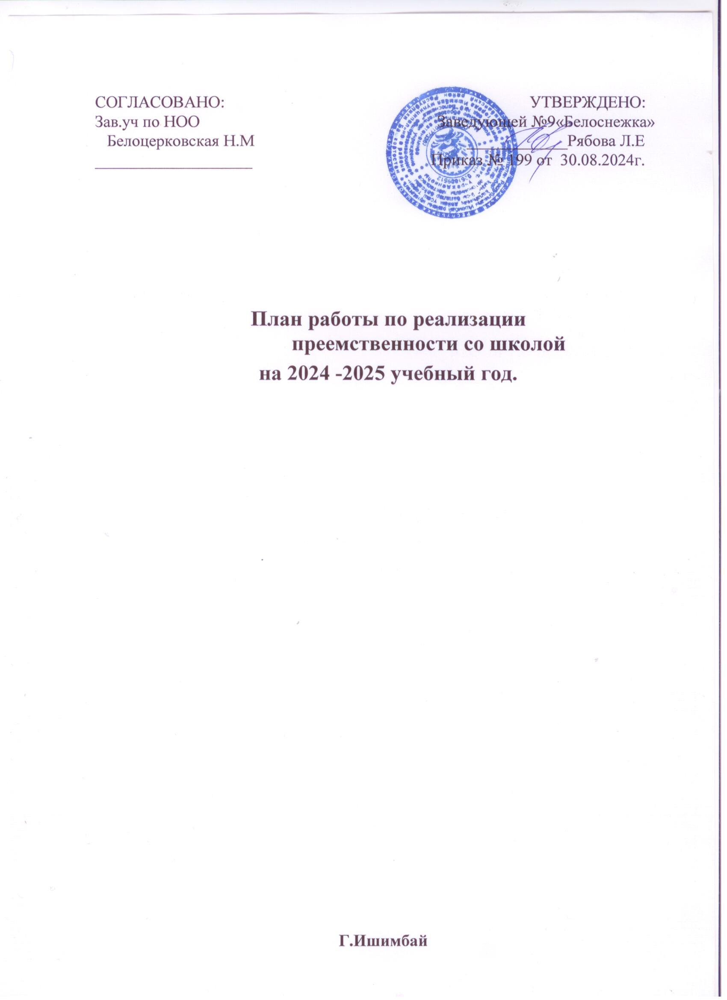 СОГЛАСОВАНО:
Зав.уч по НОО
Белоцерковская Н.М
УТВЕРЖДЕНО:
Заведующей №9«Белоснежка»
Рябова Л.Е
Приказ № 199 от 30.08.2024г.
План работы по реализации
преемственности со школой
на 2024 -2025 учебный год.
Г.Ишимбай